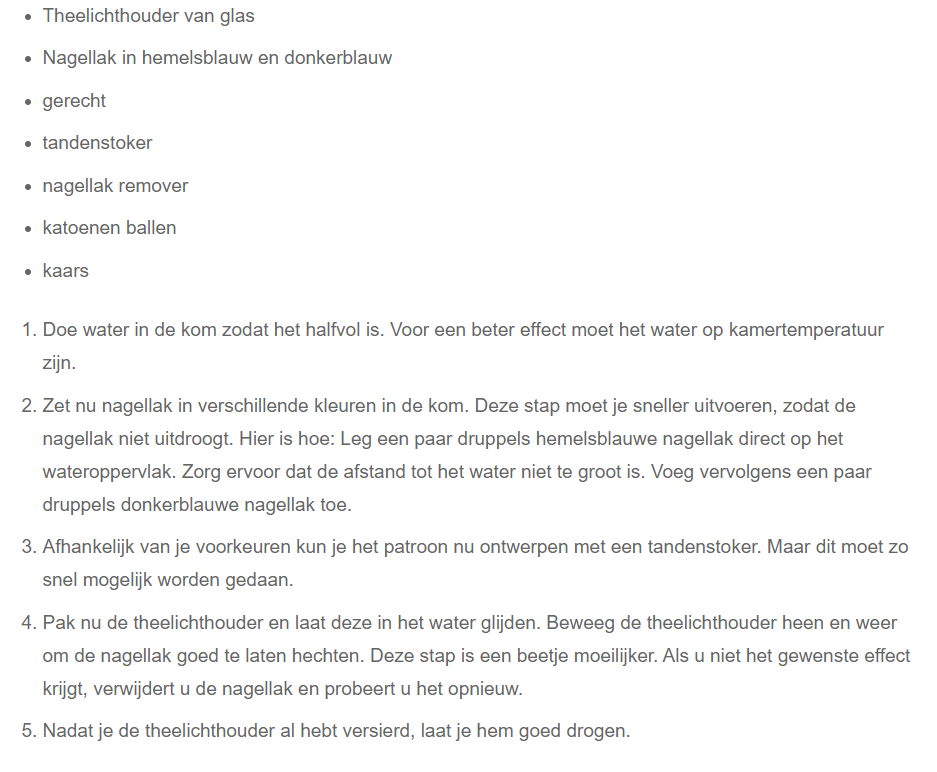 • Theelichthouder van glas
• Nagellak in hemelsblauw en donkerblauw
• gerecht
• tandenstoker
• nagellak remover
• katoenen ballen
• kaars
1. Doe water in de kom zodat het halfvol is. Voor een beter effect moet het water op kamertemperatuur
zijn.
2. Zet nu nagellak in verschillende kleuren in de kom. Deze stap moet je sneller uitvoeren, zodat de
nagellak niet uitdroogt. Hier is hoe: Leg een paar druppels hemelsblauwe nagellak direct op het
wateroppervlak. Zorg ervoor dat de afstand tot het water niet te groot is. Voeg vervolgens een paar
druppels donkerblauwe nagellak toe.
3. Afhankelijk van je voorkeuren kun je het patroon nu ontwerpen met een tandenstoker. Maar dit moet zo
snel mogelijk worden gedaan.
4. Pak nu de theelichthouder en laat deze in het water glijden. Beweeg de theelichthouder heen en weer
om de nagellak goed te laten hechten. Deze stap is een beetje moeilijker. Als u niet het gewenste effect
krijgt, verwijdert u de nagellak en probeert u het opnieuw.
5. Nadat je de theelichthouder al hebt versierd, laat je hem goed drogen.